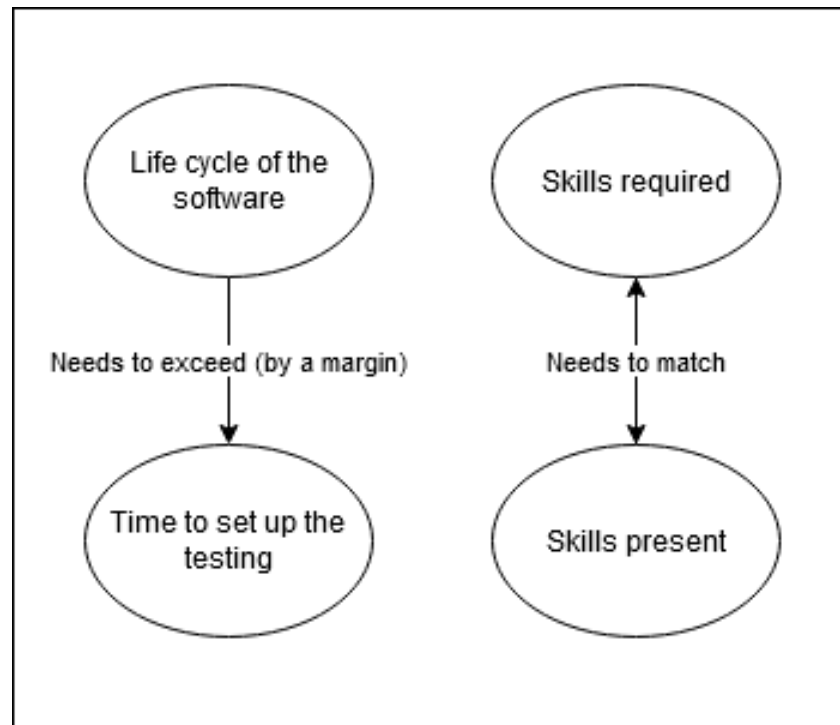 Life cycle of the
software
Needs to exceed (by a margin)
Time to set up the
testing
Skills required
Needs to match
Skills present